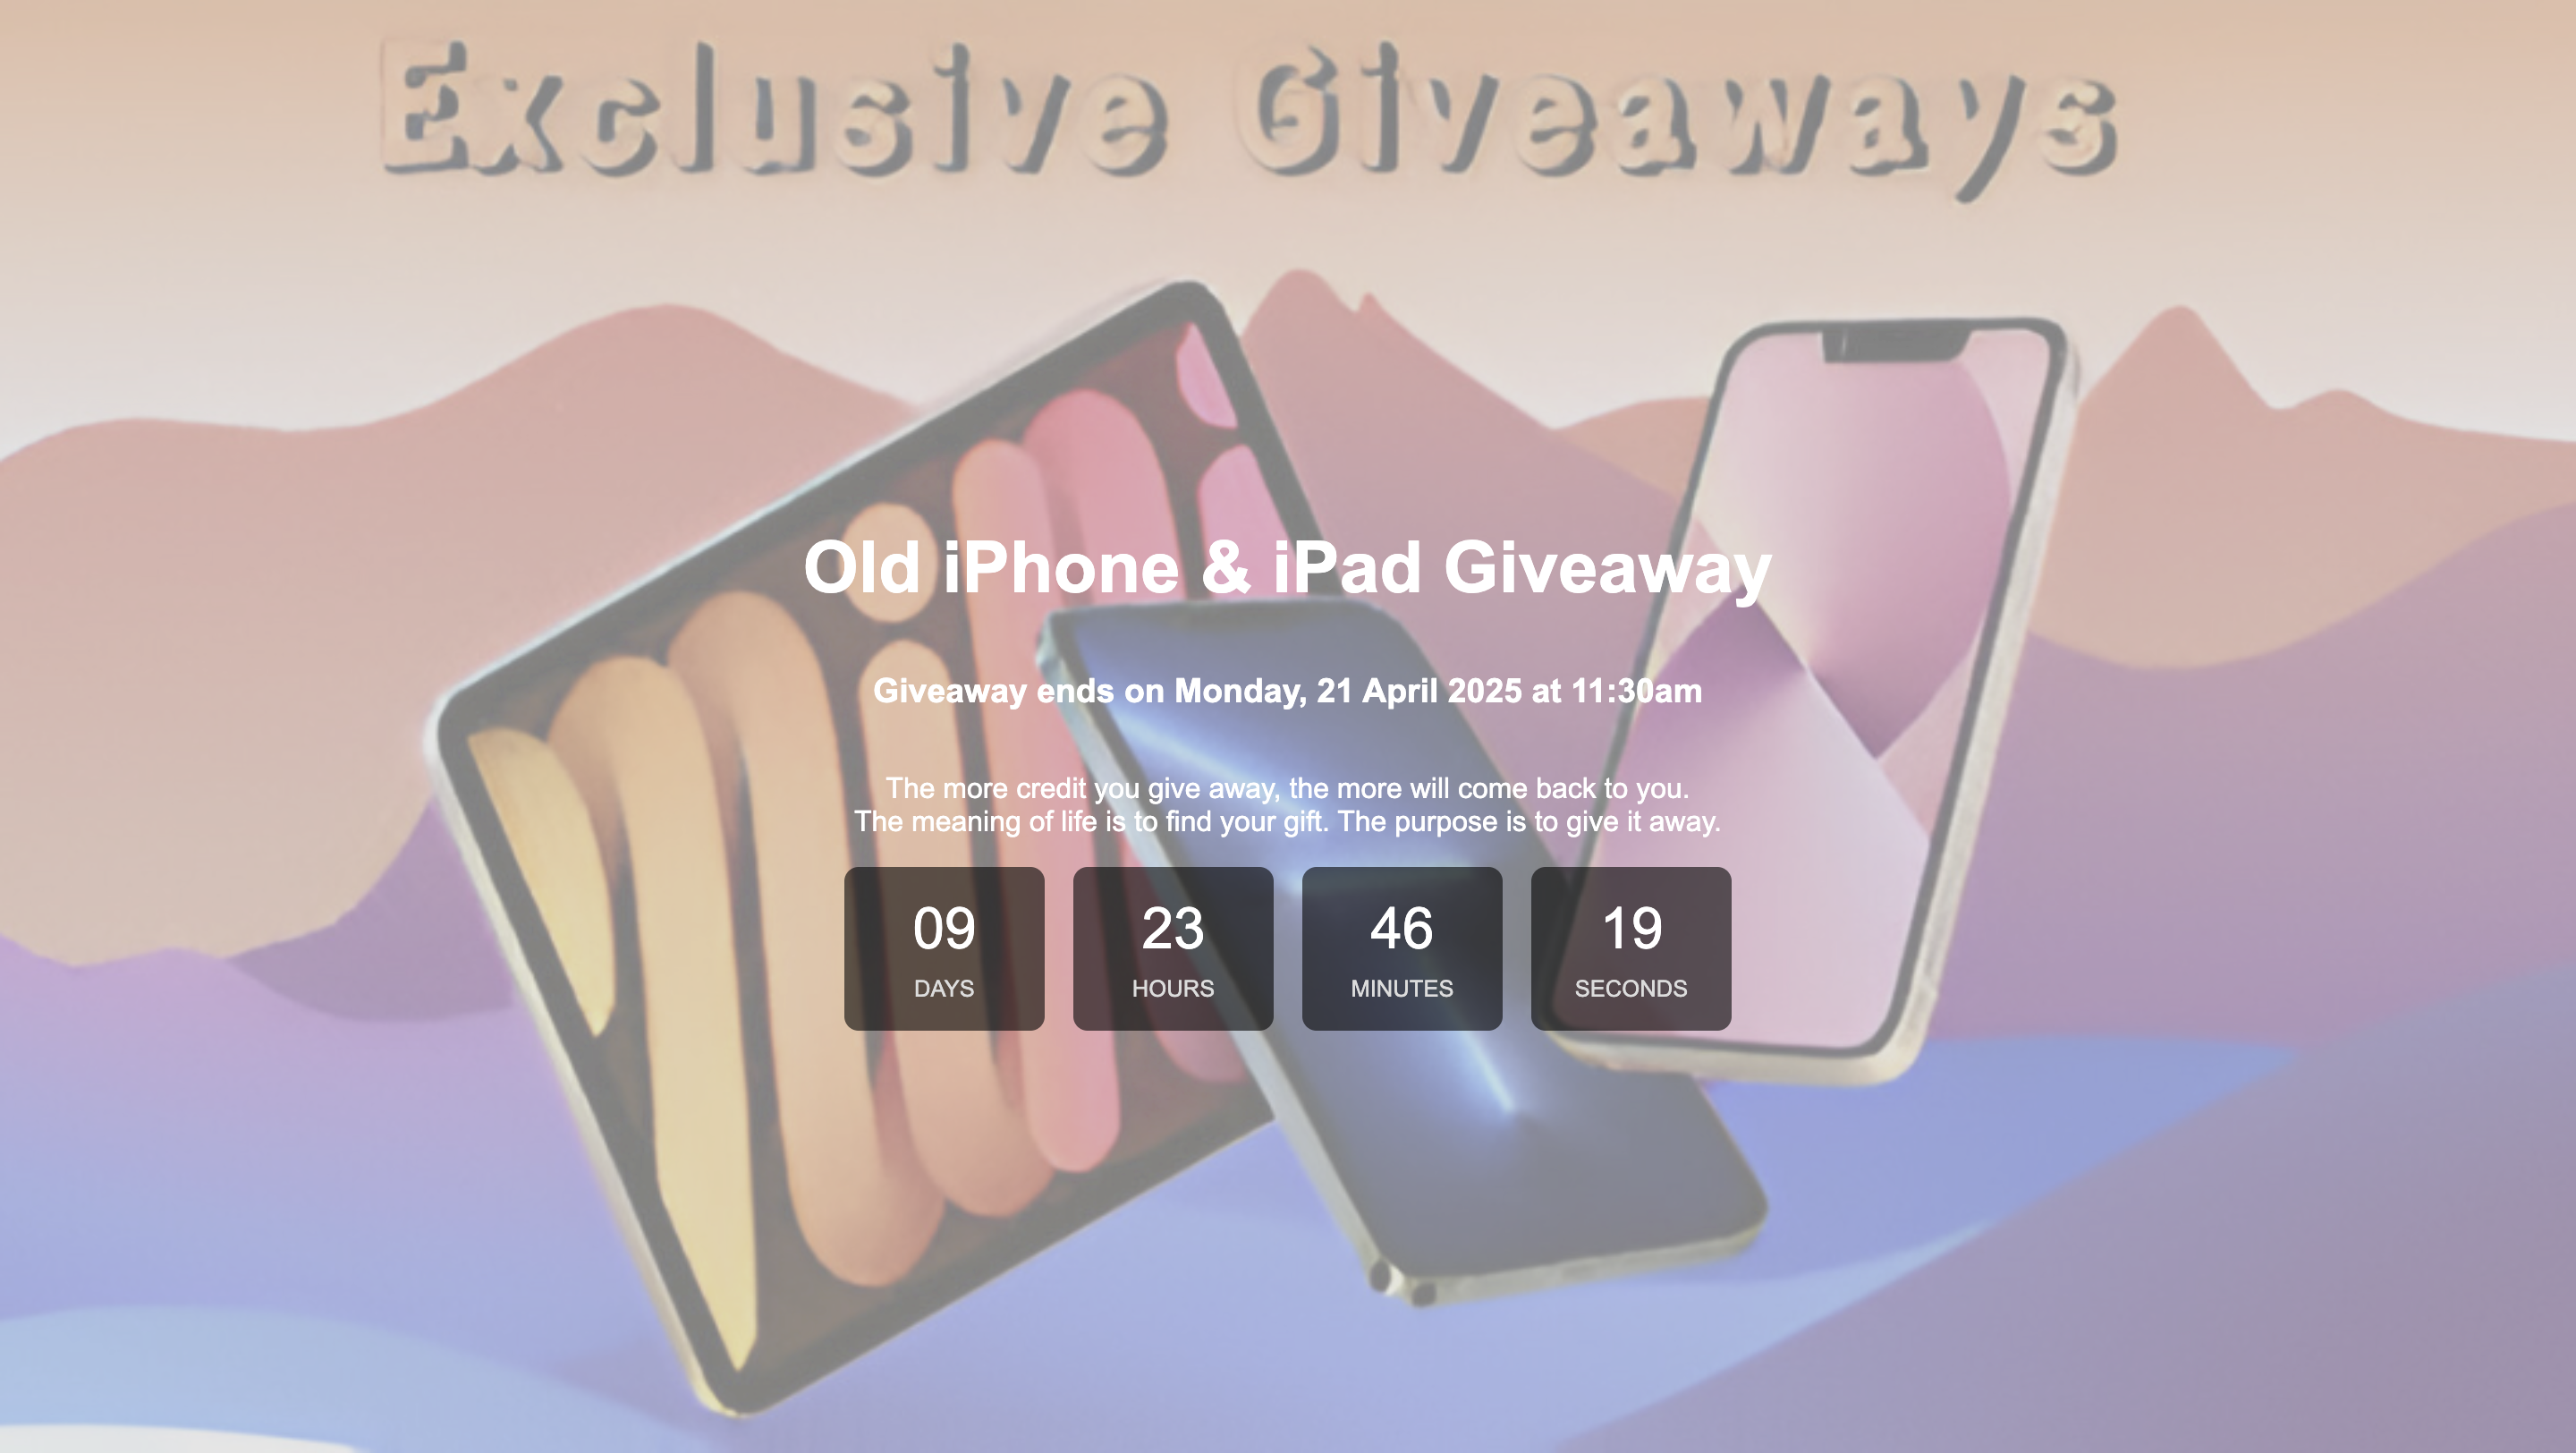 Exclusive Giveaways
Old iPhone & iPad Giveaway
Giveaway ends on Monday, 21 April 2025 at 11:30am
The more credit you give away, the more will come back to you.
The meaning of life is to find your gift. The purpose is to give it away.
09 23 46 19
DAYS HOURS MINUTES SECONDS